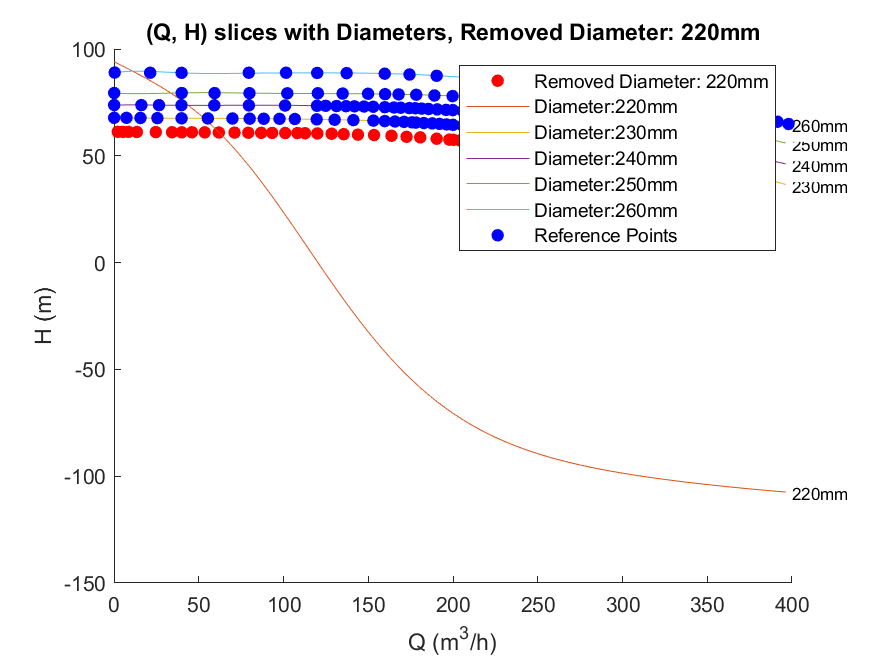 (Q, H) slices with Diameters, Removed Diameter: 220mm
100
50
0
-50
-100
-150
H (m)
0
50
100
150
200
250
300
350
400
Q (m³/h)
Removed Diameter: 220mm
Diameter:220mm
Diameter:230mm
Diameter:240mm
Diameter:250mm
Diameter:260mm
Reference Points
260mm
250mm
240mm
230mm
220mm